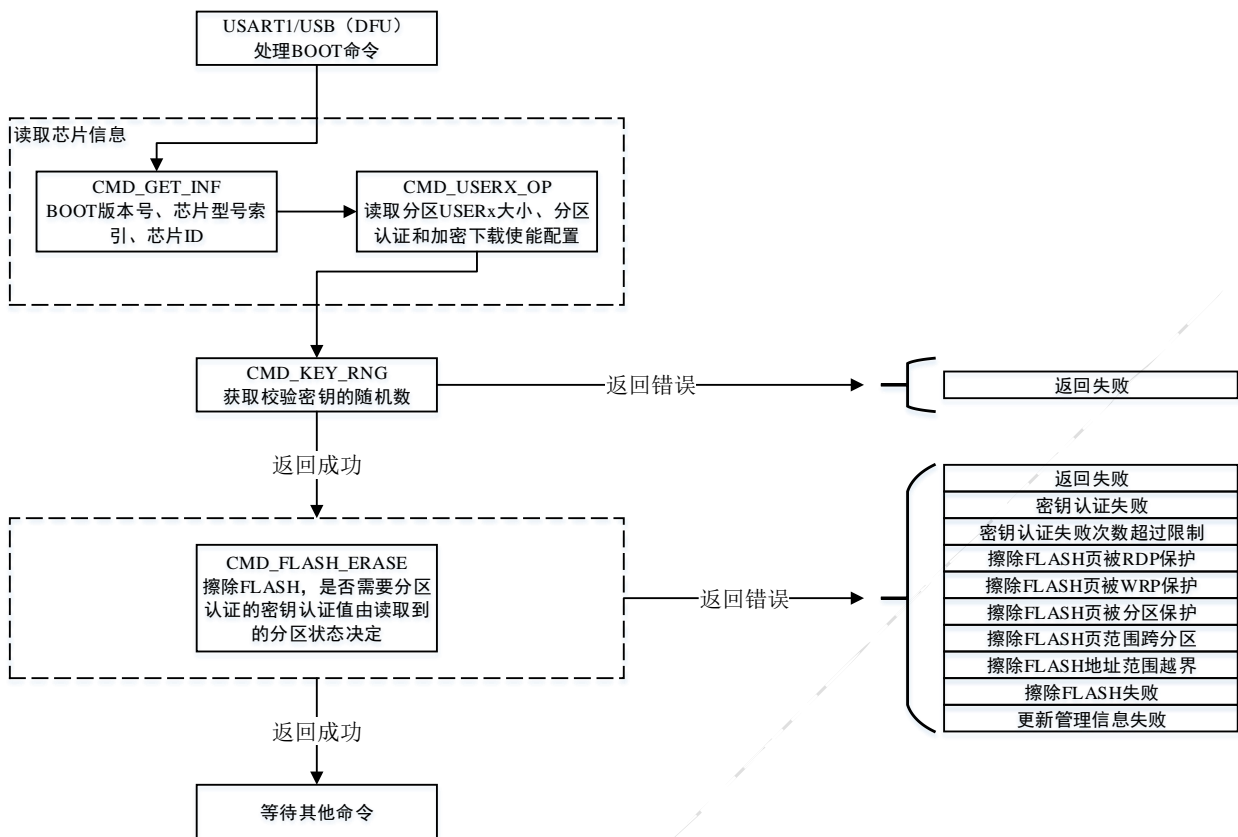 USART1/USB（DFU）
处理BOOT命令
读取芯片信息
CMD_GET_INF
BOOT版本号、芯片型号索
引、芯片ID
CMD_USERX_OP
读取分区USERx大小、分区
认证和加密下载使能配置
CMD_KEY_RNG
获取校验密钥的随机数
返回错误
返回失败
返回成功
CMD_FLASH_ERASE
擦除FLASH，是否需要分区
认证的密钥认证值由读取到
的分区状态决定
返回错误
返回失败
密钥认证失败
密钥认证失败次数超过限制
擦除FLASH页被RDP保护
擦除FLASH页被WRP保护
擦除FLASH页被分区保护
擦除FLASH页范围跨分区
擦除FLASH地址范围越界
擦除FLASH失败
更新管理信息失败
返回成功
等待其他命令